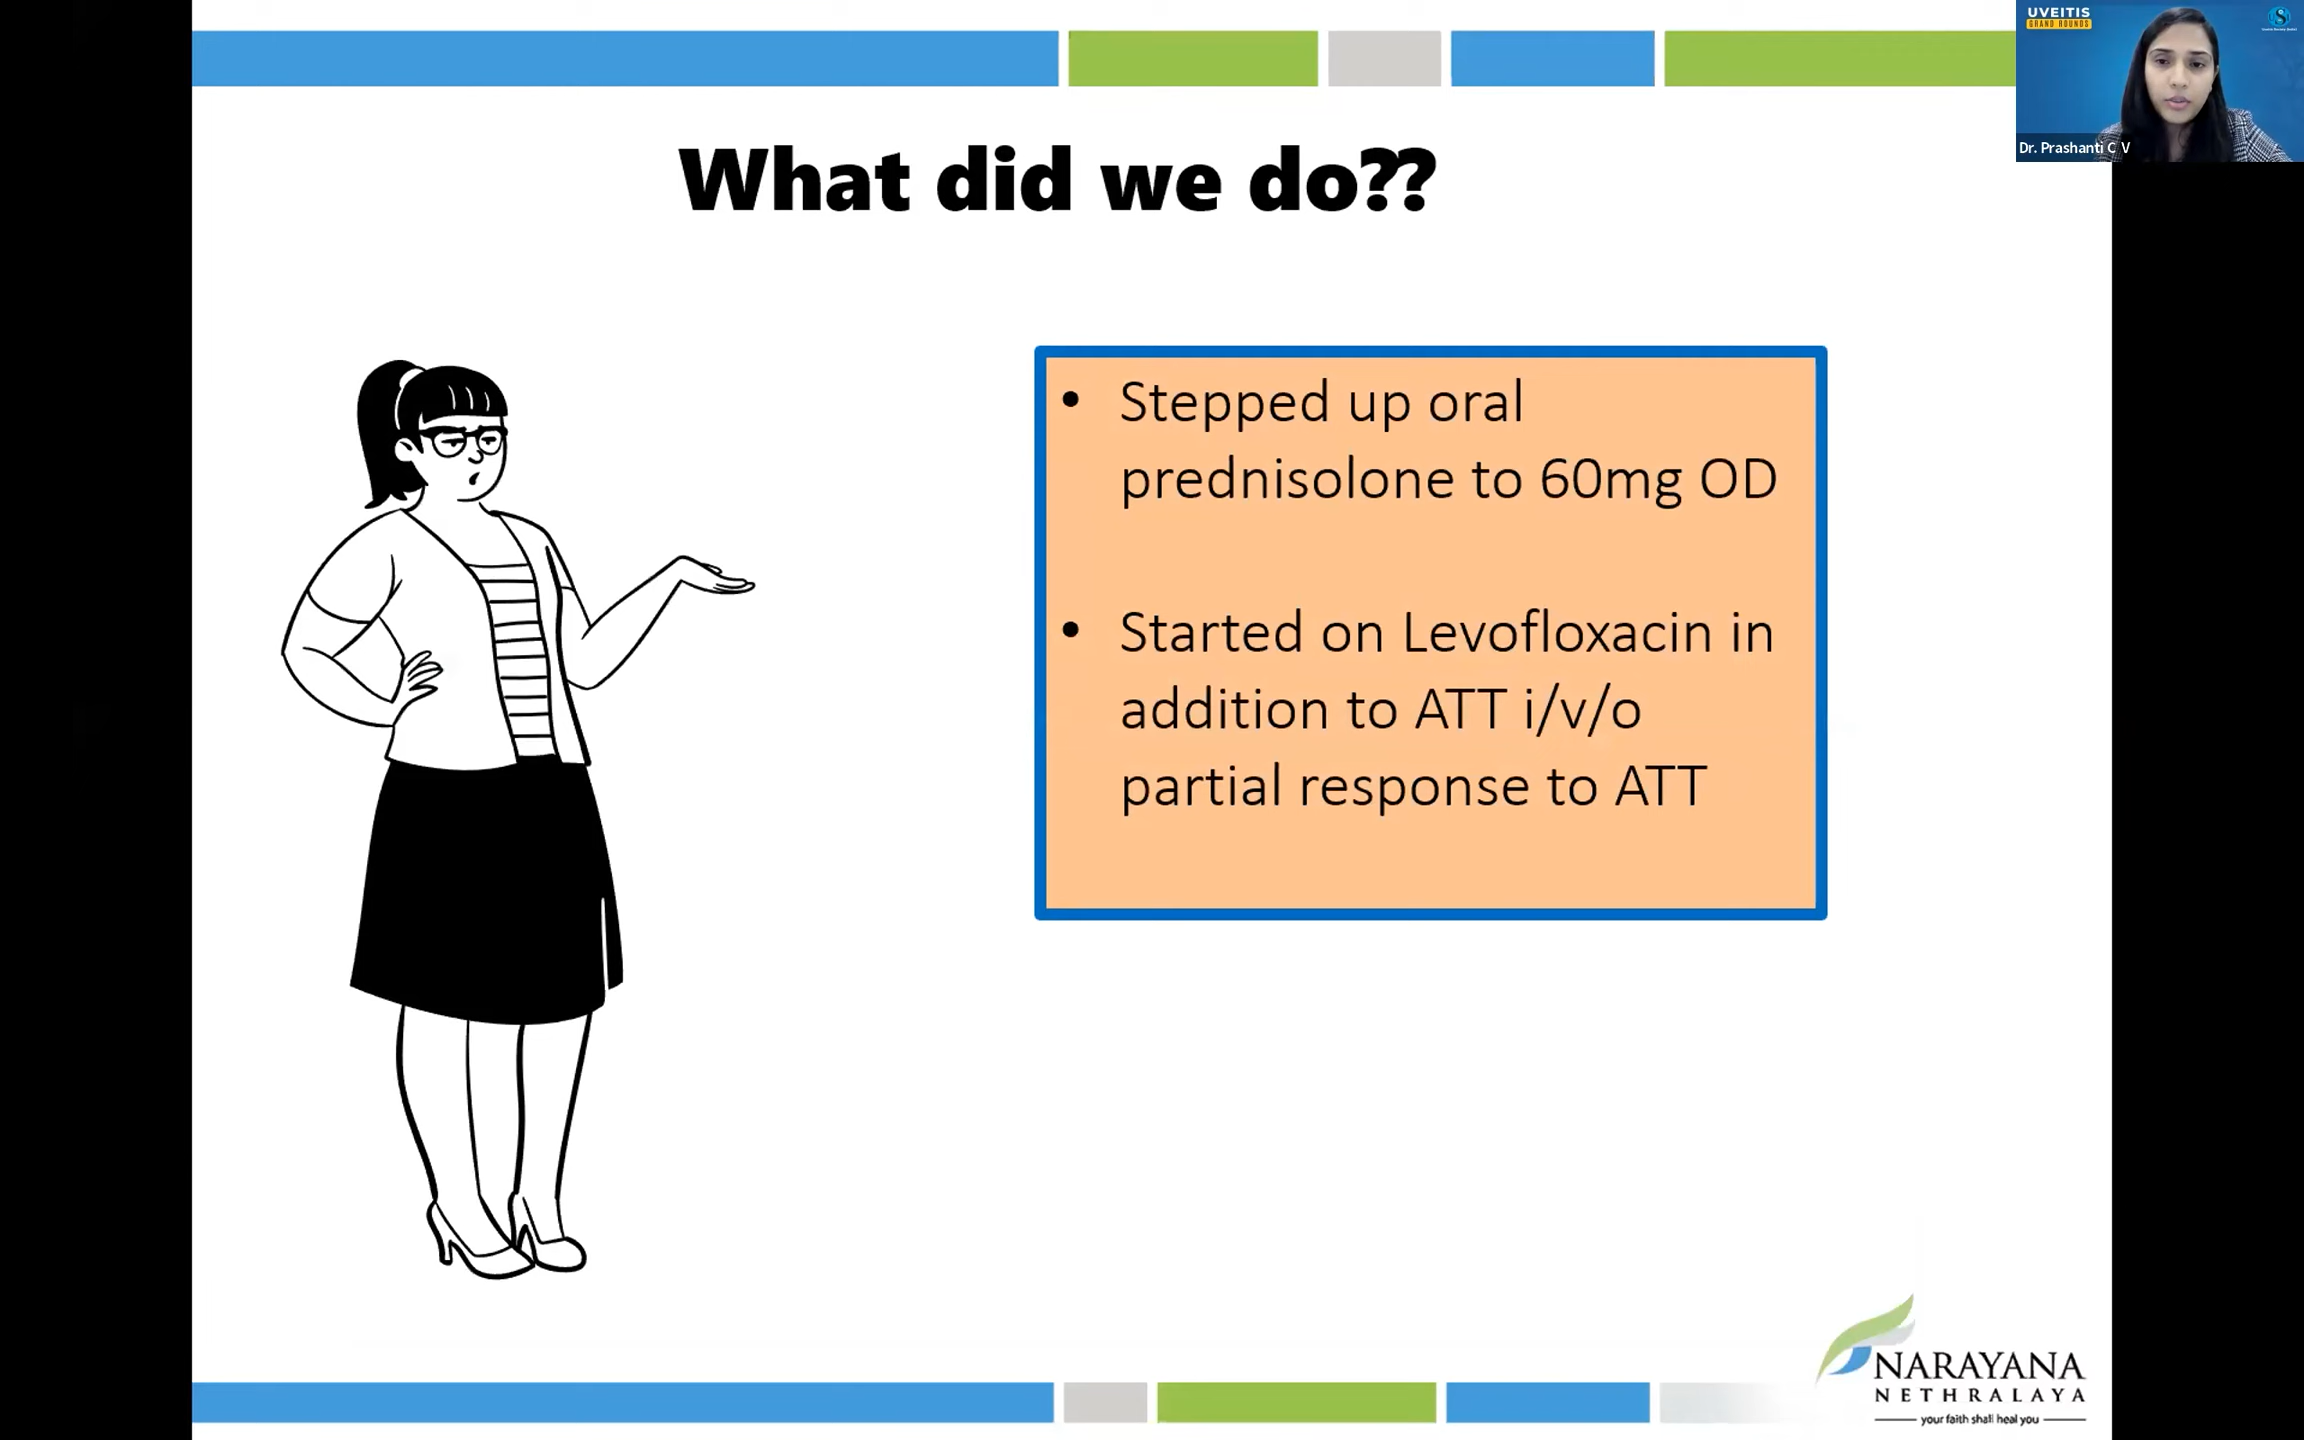 UVEITIS
GRAND ROUNDS
Dr. Prashanti C V
What did we do??
• Stepped up oral
prednisolone to 60mg OD
• Started on Levofloxacin in
addition to ATT i/v/o
partial response to ATT
NARAYANA
NETHRALAYA
your faith shall heal you